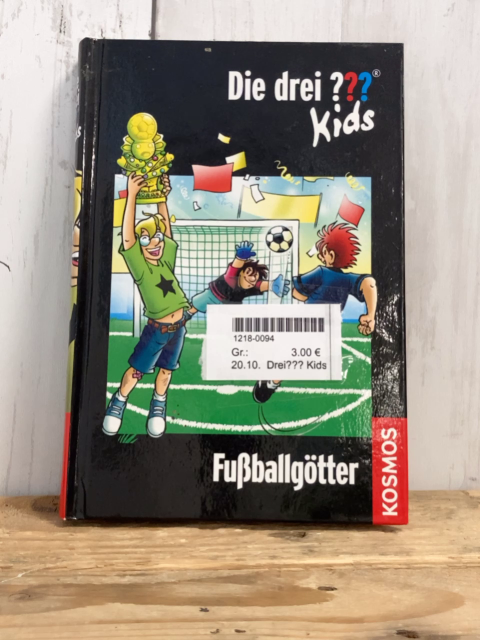 Die drei ???®
Kids
1218-0094
Gr.: 3.00 €
20.10. Drei??? Kids
Fußballgötter
KOSMOS